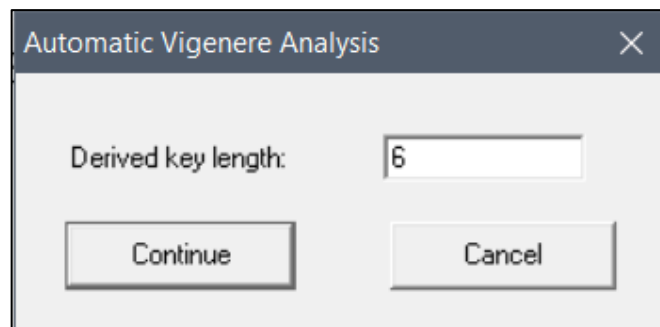 Automatic Vigenere Analysis
Derived key length: 6
Continue Cancel